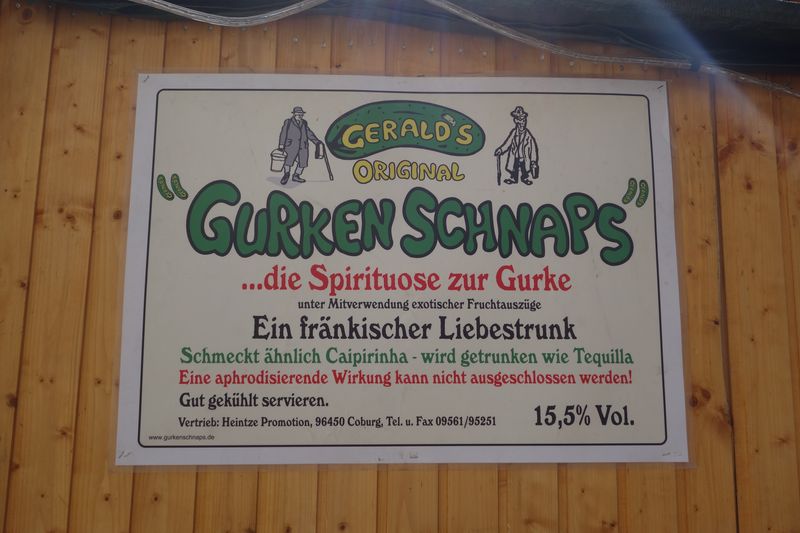 GERALD'S
ORIGINAL
GURKEN SCHNAPS
...die Spirituose zur Gurke
unter Mitverwendung exotischer Fruchtauszüge
Ein fränkischer Liebestrunk
Schmeckt ähnlich Caipirinha - wird getrunken wie Tequilla
Eine aphrodisierende Wirkung kann nicht ausgeschlossen werden!
Gut gekühlt servieren.
Vertrieb: Heintze Promotion, 96450 Coburg, Tel. u. Fax 09561/95251
15,5% Vol.
www.gurkenschnaps.de